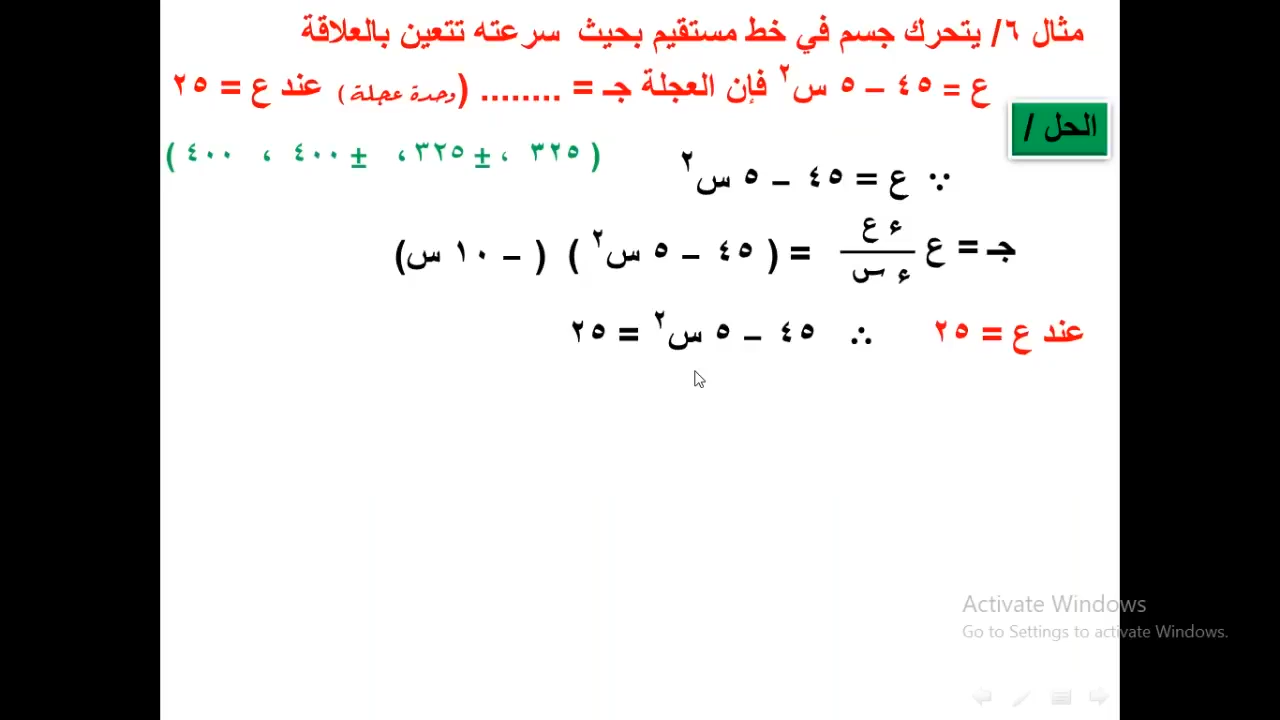 مثال ٦/ يتحرك جسم في خط مستقيم بحيث سرعته تتعين بالعلاقة
ع = ٤٥ – ٥ س٢ فإن العجلة جـ = ........ (وحدة عجلة) عند ع = ٢٥
الحل /
( ٣٢٥ ، ± ٣٢٥ ، ± ٤٠٠ ، ٤٠٠ )
∵ ع = ٤٥ – ٥ س٢
جـ = ع ء ع / ء س = ( ٤٥ – ٥ س٢ ) ( – ١٠ س)
عند ع = ٢٥ ∴ ٤٥ – ٥ س٢ = ٢٥
Activate Windows
Go to Settings to activate Windows.